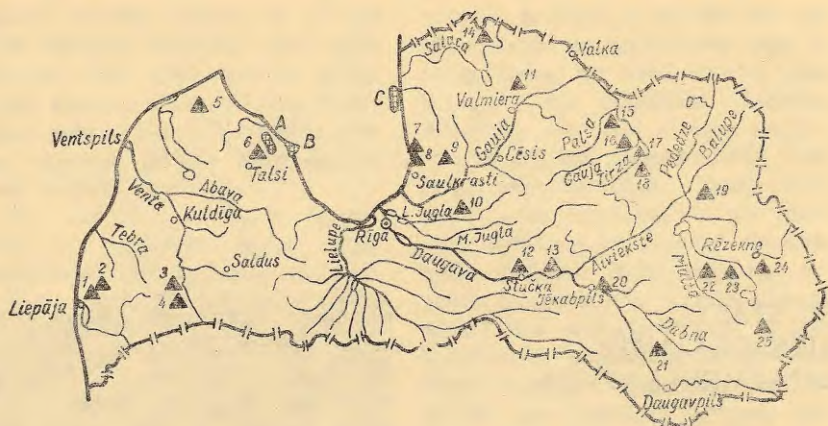 14
Salaca
Valka
C
11
5
Valmiera
A
15
B
7
Gauja
Palsa
16
17
Pededze
Balupe
Ventspils
6
8
9
Cēsis
Gauja
Tirza
18
Talsi
Saulkrasti
19
Venta
Abava
L. Jugla
10
Kuldīga
Rīga
M. Jugla
Aiviekste
Rēzekne
Tebra
Lielupe
Daugava
12
13
Malta
24
1
2
3
Saldus
Stučka
20
22
23
Liepāja
4
Jēkabpils
Dubna
25
21
Daugavpils